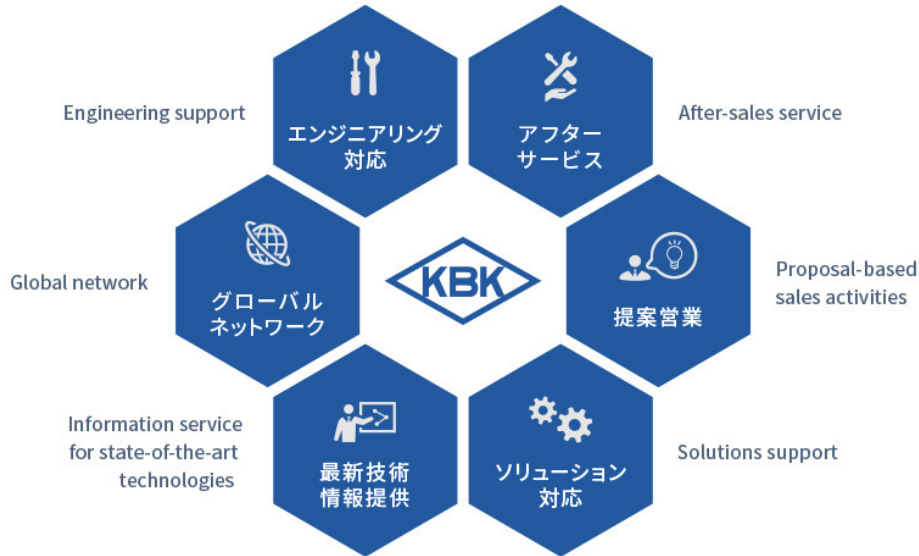 Engineering support
エンジニアリング
対応
アフター
サービス
After-sales service
Global network
グローバル
ネットワーク
KBK
提案営業
Proposal-based
sales activities
Information service
for state-of-the-art
technologies
最新技術
情報提供
ソリューション
対応
Solutions support